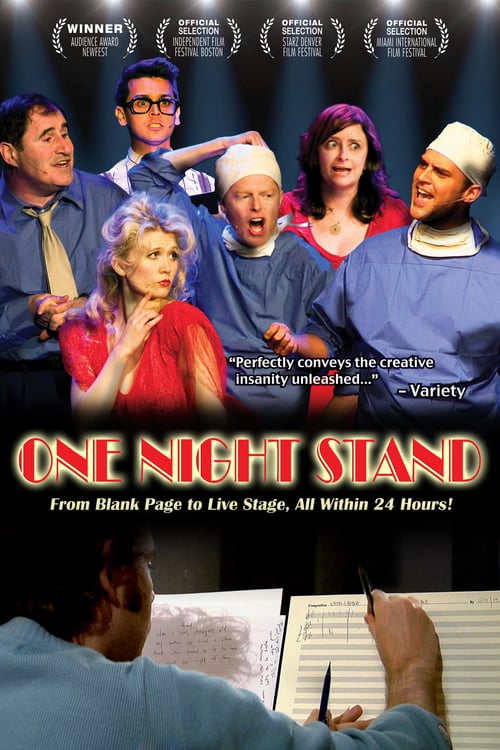 WINNER
AUDIENCE AWARD
NEWFEST
OFFICIAL
SELECTION
INDEPENDENT FILM
FESTIVAL BOSTON
OFFICIAL
SELECTION
STARZ DENVER
FILM FESTIVAL
OFFICIAL
SELECTION
MIAMI INTERNATIONAL
FILM FESTIVAL
“Perfectly conveys the creative
insanity unleashed...”
– Variety
ONE NIGHT STAND
From Blank Page to Live Stage, All Within 24 Hours!
Composition
By